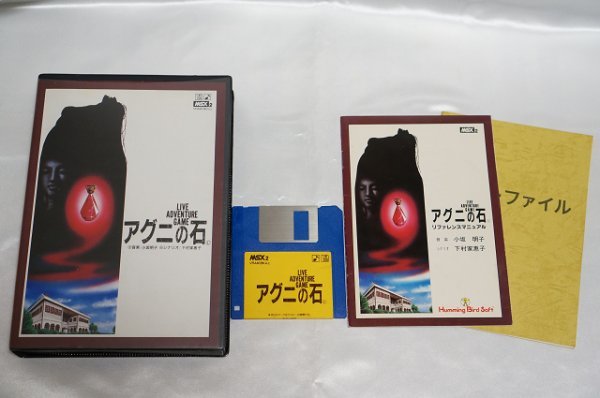 MSX2
LIVE
ADVENTURE
GAME
アグニの石
MSX2
LIVE
ADVENTURE
GAME
アグニの石
MSX2
LIVE
ADVENTURE
GAME
アグニの石
リファレンスマニュアル
小坂 明子
下村家恵子
Humming Bird Soft
ファイル